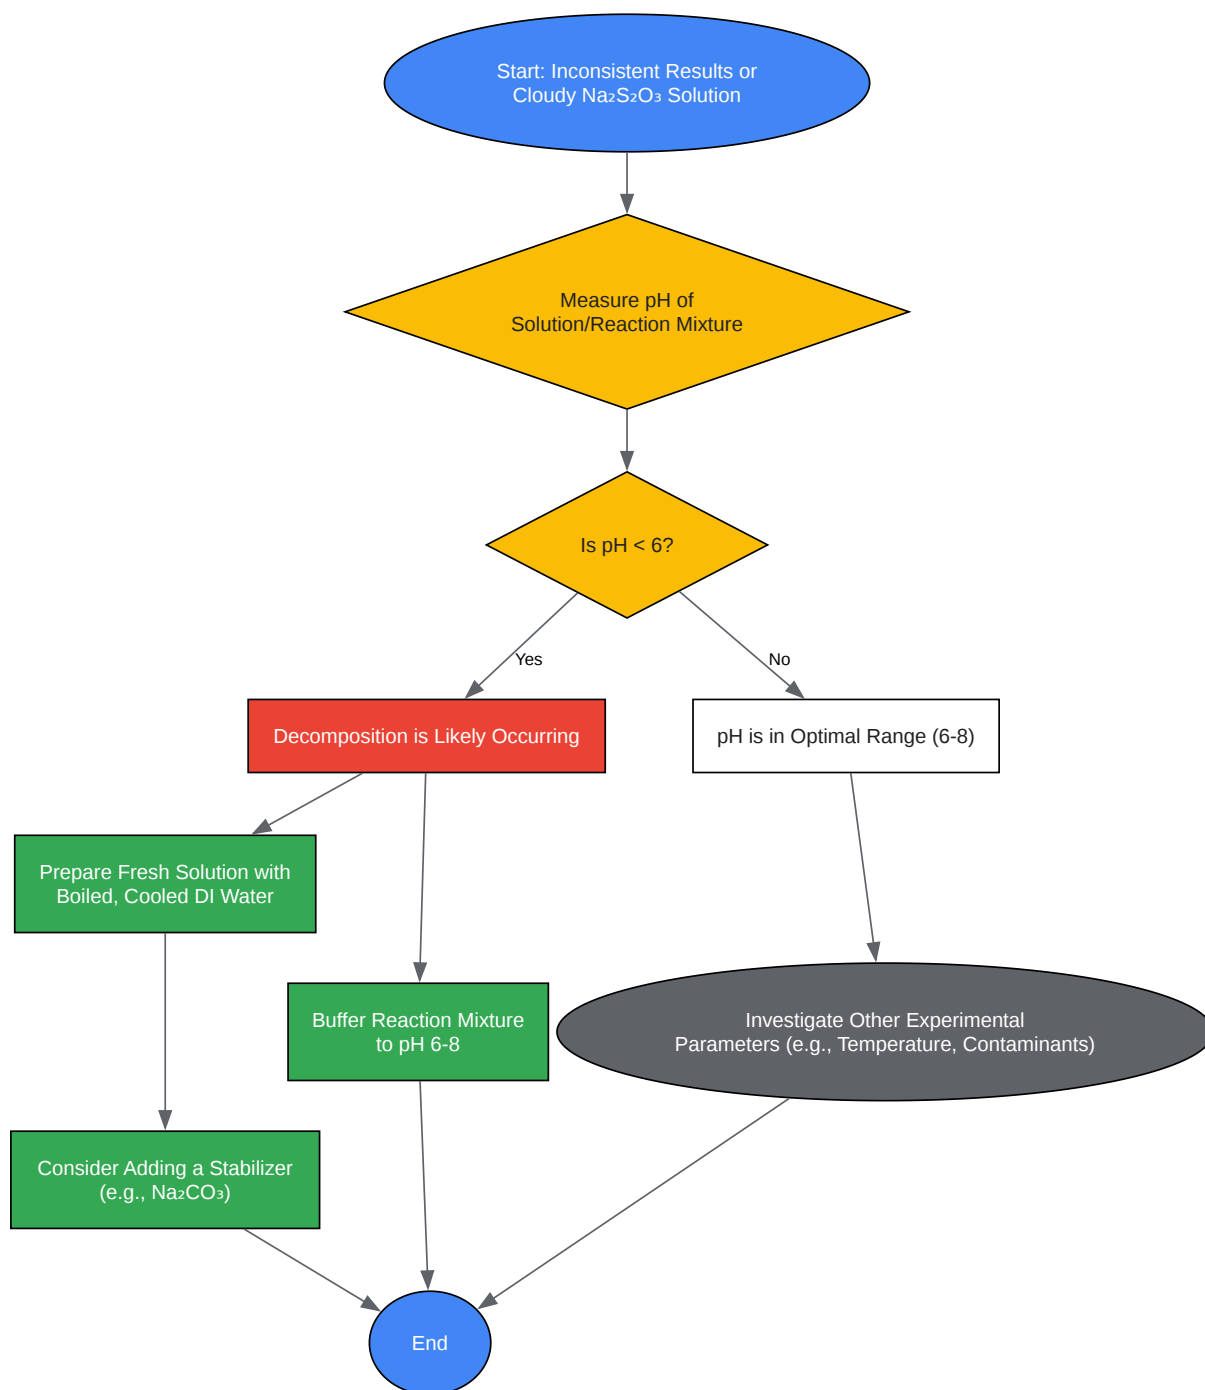 Start: Inconsistent Results or
Cloudy Na₂S₂O₃ Solution
Measure pH of
Solution/Reaction Mixture
Is pH < 6?
Yes
No
Decomposition is Likely Occurring
pH is in Optimal Range (6-8)
Prepare Fresh Solution with
Boiled, Cooled DI Water
Buffer Reaction Mixture
to pH 6-8
Investigate Other Experimental
Parameters (e.g., Temperature, Contaminants)
Consider Adding a Stabilizer
(e.g., Na₂CO₃)
End